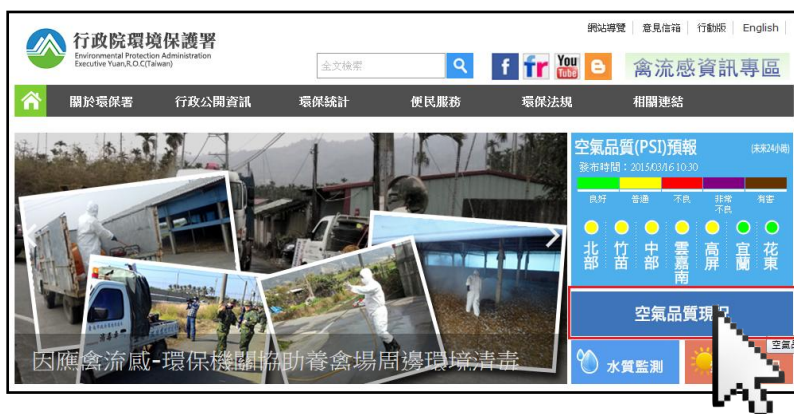 網站導覽 意見信箱 行動版 English
行政院環境保護署
Environmental Protection Administration
Executive Yuan,R.O.C(Taiwan)
全文檢索
f fr You Tube B
禽流感資訊專區
關於環保署 行政公開資訊 環保統計 便民服務 環保法規 相關連結
空氣品質(PSI)預報 (未來24小時)
發布時間：2015/03/16 10:30
良好 普通 不良 非常不良 有害
北部 竹苗 中部 雲嘉南 高屏 宜蘭 花東
空氣品質現
空氣品
水質監測
因應禽流感-環保機關協助養禽場周邊環境清毒